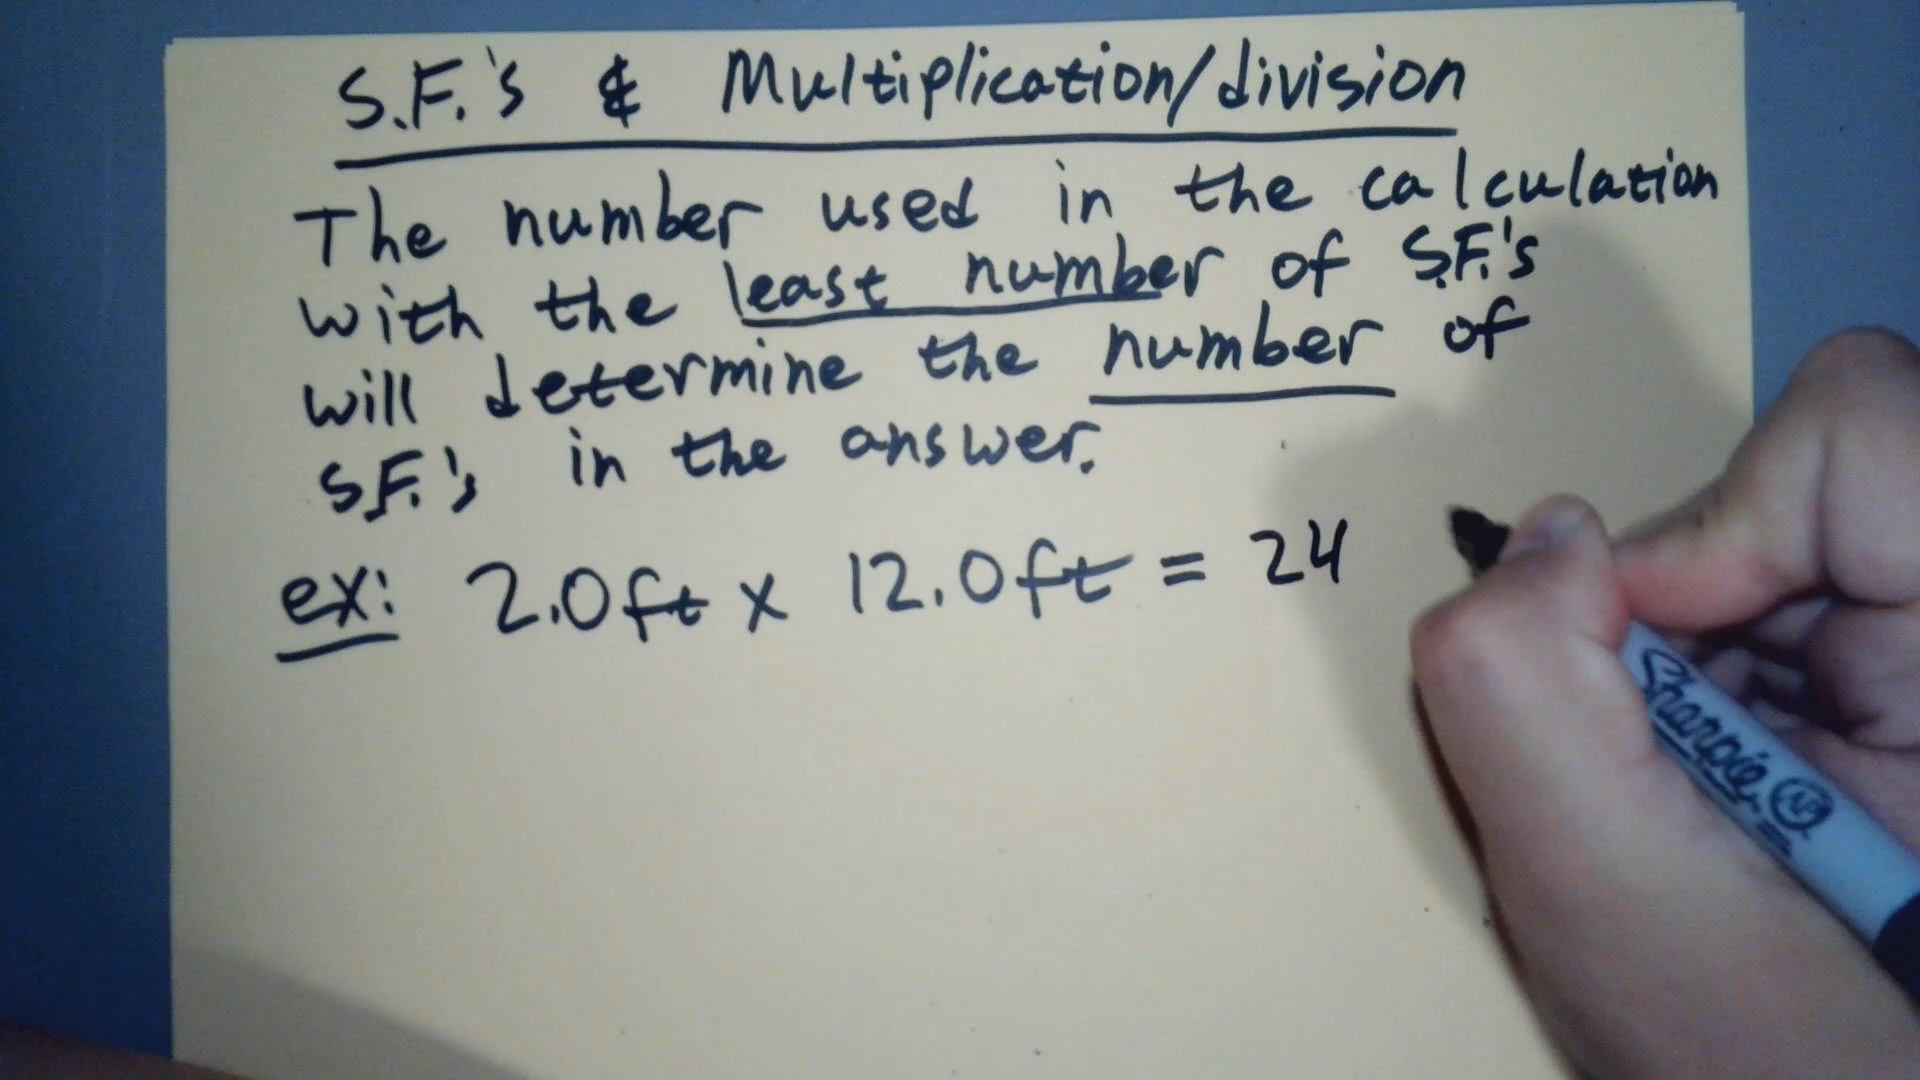 S.F.'s & Multiplication/division
The number used in the calculation
with the least number of S.F.'s
will determine the number of
S.F.'s in the answer.
ex: 2.0ft x 12.0ft = 24
Sharpie